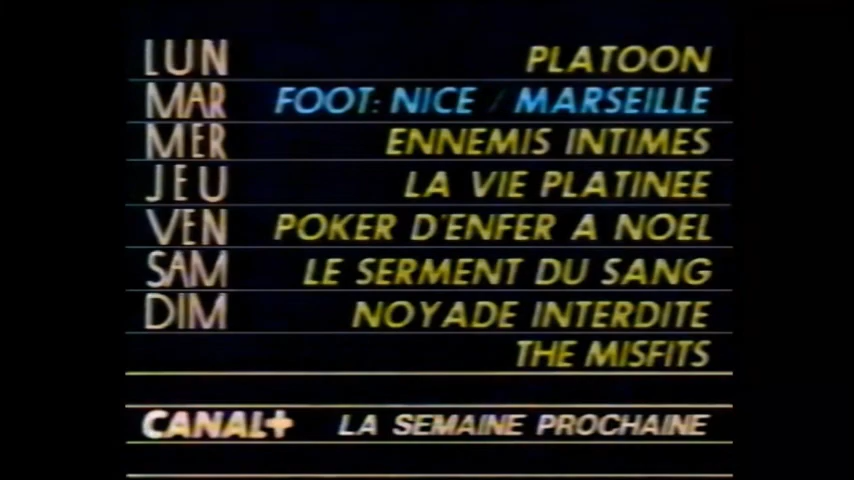 LUN PLATOON
MAR FOOT: NICE / MARSEILLE
MER ENNEMIS INTIMES
JEU LA VIE PLATINEE
VEN POKER D'ENFER A NOEL
SAM LE SERMENT DU SANG
DIM NOYADE INTERDITE
THE MISFITS
CANAL+ LA SEMAINE PROCHAINE